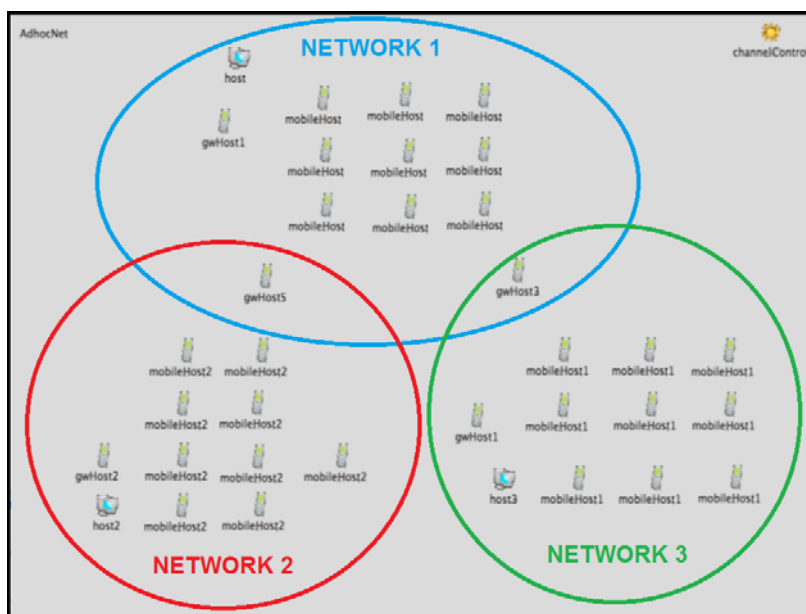 AdhocNet
NETWORK 1
channelContro
host
mobileHost mobileHost mobileHost
gwHost1
mobileHost mobileHost mobileHost
mobileHost mobileHost mobileHost
gwHost5
gwHost3
mobileHost2 mobileHost2
mobileHost1 mobileHost1 mobileHost1
mobileHost2 mobileHost2
gwHost1
mobileHost1 mobileHost1 mobileHost1
gwHost2 mobileHost2 mobileHost2 mobileHost2
host3 mobileHost1 mobileHost1 mobileHost1
host2 mobileHost2 mobileHost2
NETWORK 2
NETWORK 3